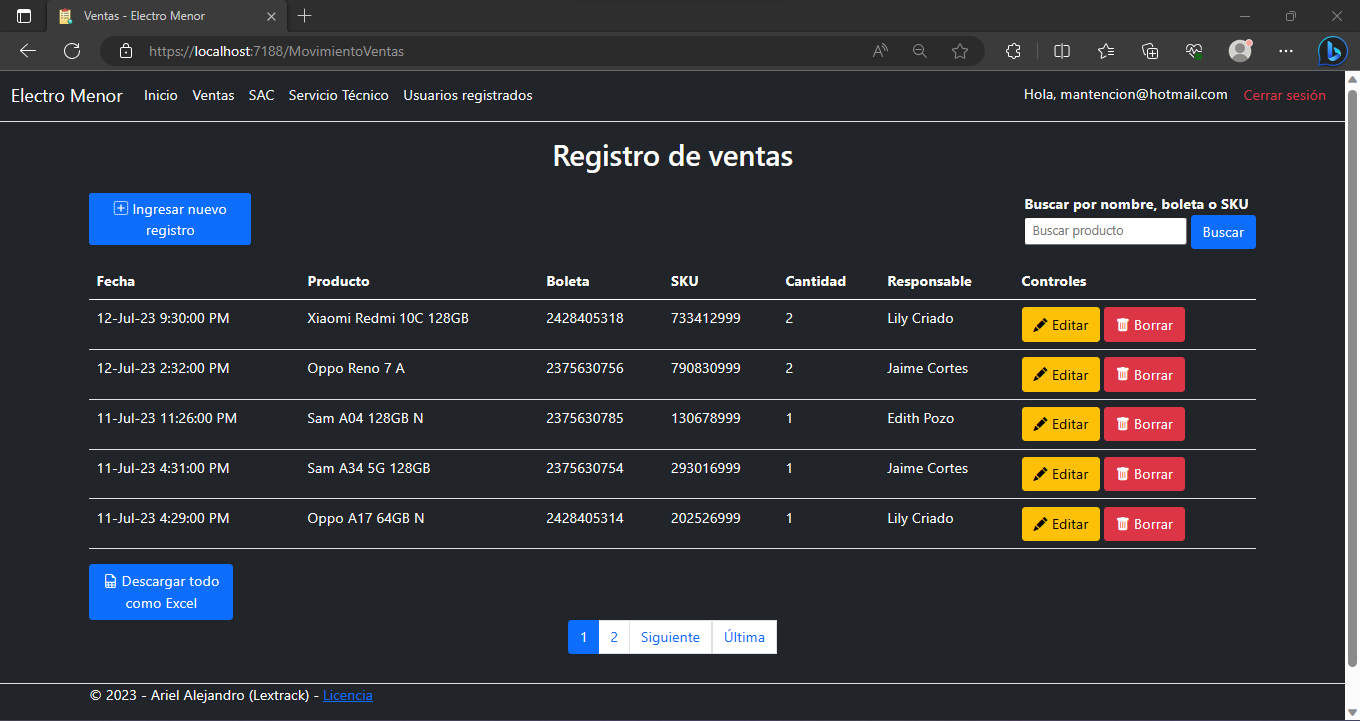 Ventas - Electro Menor
https://localhost:7188/MovimientoVentas
Electro Menor Inicio Ventas SAC Servicio Técnico Usuarios registrados Hola, mantencion@hotmail.com Cerrar sesión
Registro de ventas
Ingresar nuevo
registro
Buscar por nombre, boleta o SKU
Buscar producto Buscar
Fecha Producto Boleta SKU Cantidad Responsable Controles
12-Jul-23 9:30:00 PM Xiaomi Redmi 10C 128GB 2428405318 733412999 2 Lily Criado Editar Borrar
12-Jul-23 2:32:00 PM Oppo Reno 7 A 2375630756 790830999 2 Jaime Cortes Editar Borrar
11-Jul-23 11:26:00 PM Sam A04 128GB N 2375630785 130678999 1 Edith Pozo Editar Borrar
11-Jul-23 4:31:00 PM Sam A34 5G 128GB 2375630754 293016999 1 Jaime Cortes Editar Borrar
11-Jul-23 4:29:00 PM Oppo A17 64GB N 2428405314 202526999 1 Lily Criado Editar Borrar
Descargar todo
como Excel
1 2 Siguiente Última
© 2023 - Ariel Alejandro (Lextrack) - Licencia